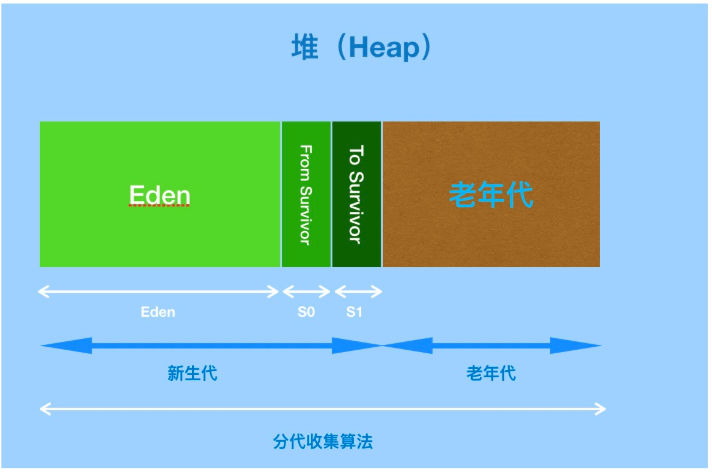 堆（Heap）
Eden
From Survivor
To Survivor
老年代
Eden
S0
S1
新生代
老年代
分代收集算法